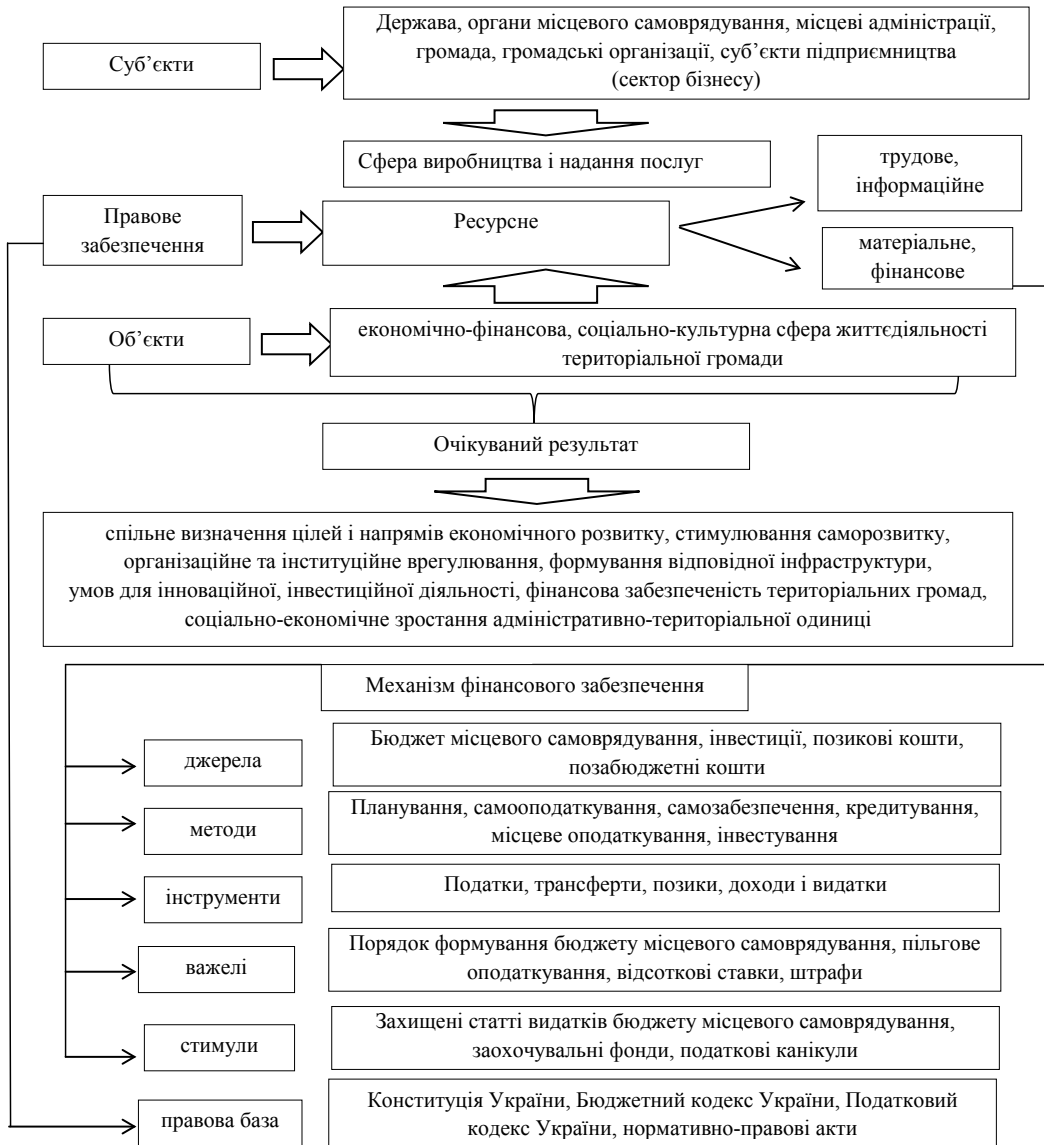 Суб’єкти
Держава, органи місцевого самоврядування, місцеві адміністрації,
громада, громадські організації, суб’єкти підприємництва
(сектор бізнесу)
Сфера виробництва і надання послуг
трудове,
інформаційне
Правове
забезпечення
Ресурсне
матеріальне,
фінансове
Об’єкти
економічно-фінансова, соціально-культурна сфера життєдіяльності
територіальної громади
Очікуваний результат
спільне визначення цілей і напрямів економічного розвитку, стимулювання саморозвитку,
організаційне та інституційне врегулювання, формування відповідної інфраструктури,
умов для інноваційної, інвестиційної діяльності, фінансова забезпеченість територіальних громад,
соціально-економічне зростання адміністративно-територіальної одиниці
Механізм фінансового забезпечення
джерела
Бюджет місцевого самоврядування, інвестиції, позикові кошти,
позабюджетні кошти
методи
Планування, самооподаткування, самозабезпечення, кредитування,
місцеве оподаткування, інвестування
інструменти
Податки, трансферти, позики, доходи і видатки
важелі
Порядок формування бюджету місцевого самоврядування, пільгове
оподаткування, відсоткові ставки, штрафи
стимули
Захищені статті видатків бюджету місцевого самоврядування,
заохочувальні фонди, податкові канікули
правова база
Конституція України, Бюджетний кодекс України, Податковий
кодекс України, нормативно-правові акти